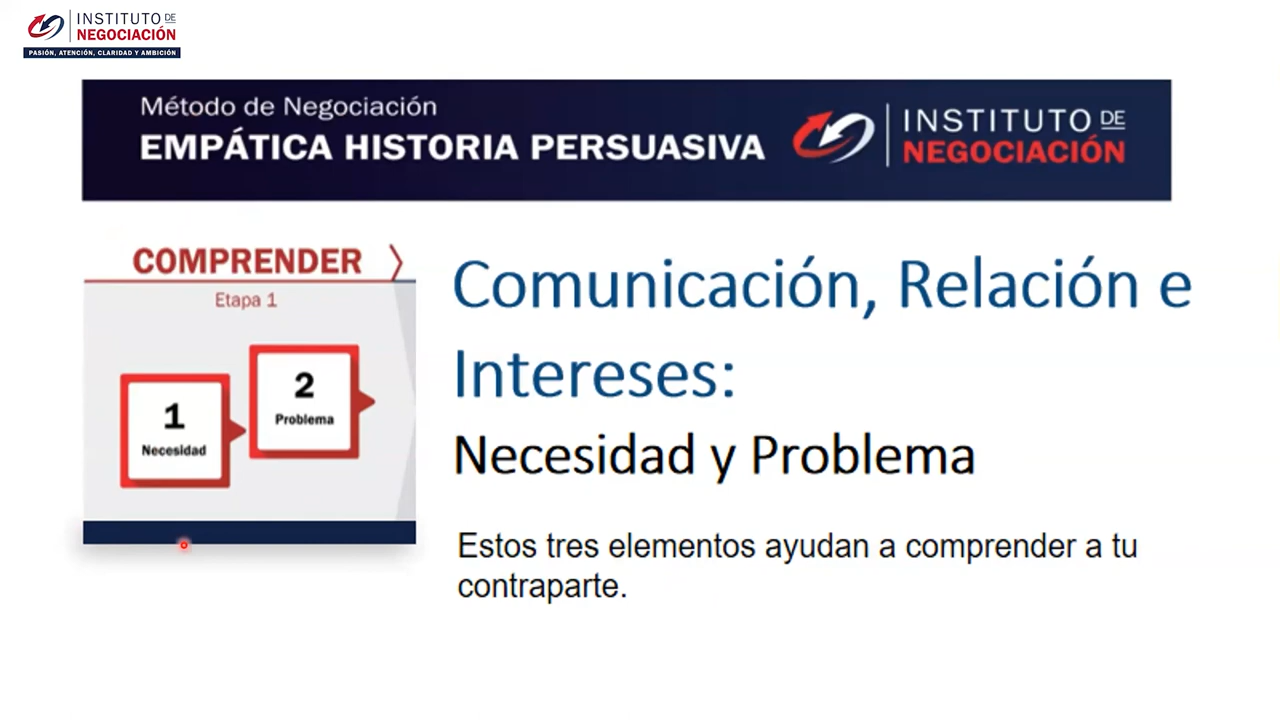 INSTITUTO DE
NEGOCIACIÓN
PASIÓN, ATENCIÓN, CLARIDAD Y AMBICIÓN
Método de Negociación
EMPÁTICA HISTORIA PERSUASIVA
INSTITUTO DE
NEGOCIACIÓN
COMPRENDER
Etapa 1
1
Necesidad
2
Problema
Comunicación, Relación e
Intereses:
Necesidad y Problema
Estos tres elementos ayudan a comprender a tu
contraparte.